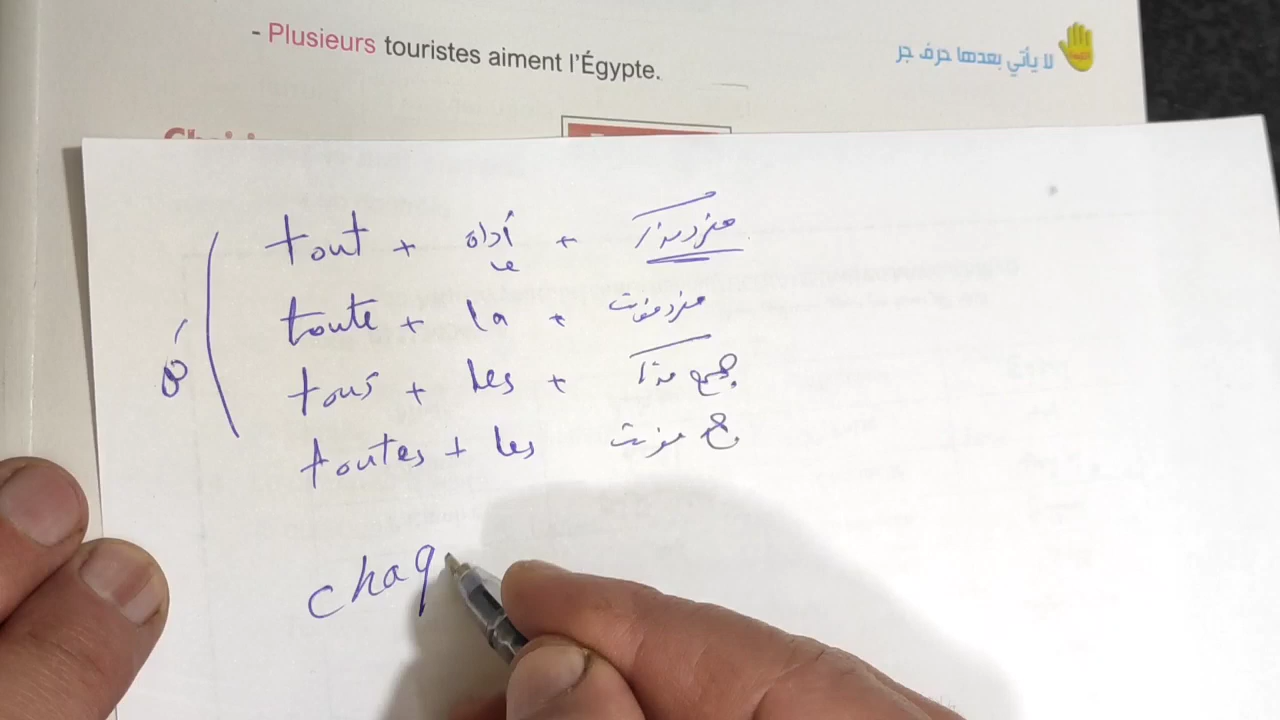 - Plusieurs touristes aiment l'Égypte.
لا يأتي بعدها حرف جر
tout + أداة + مفرد مذكر
toute + la + مفرد مؤنث
tous + les + جمع مذكر
toutes + les ج مؤنث
chaq